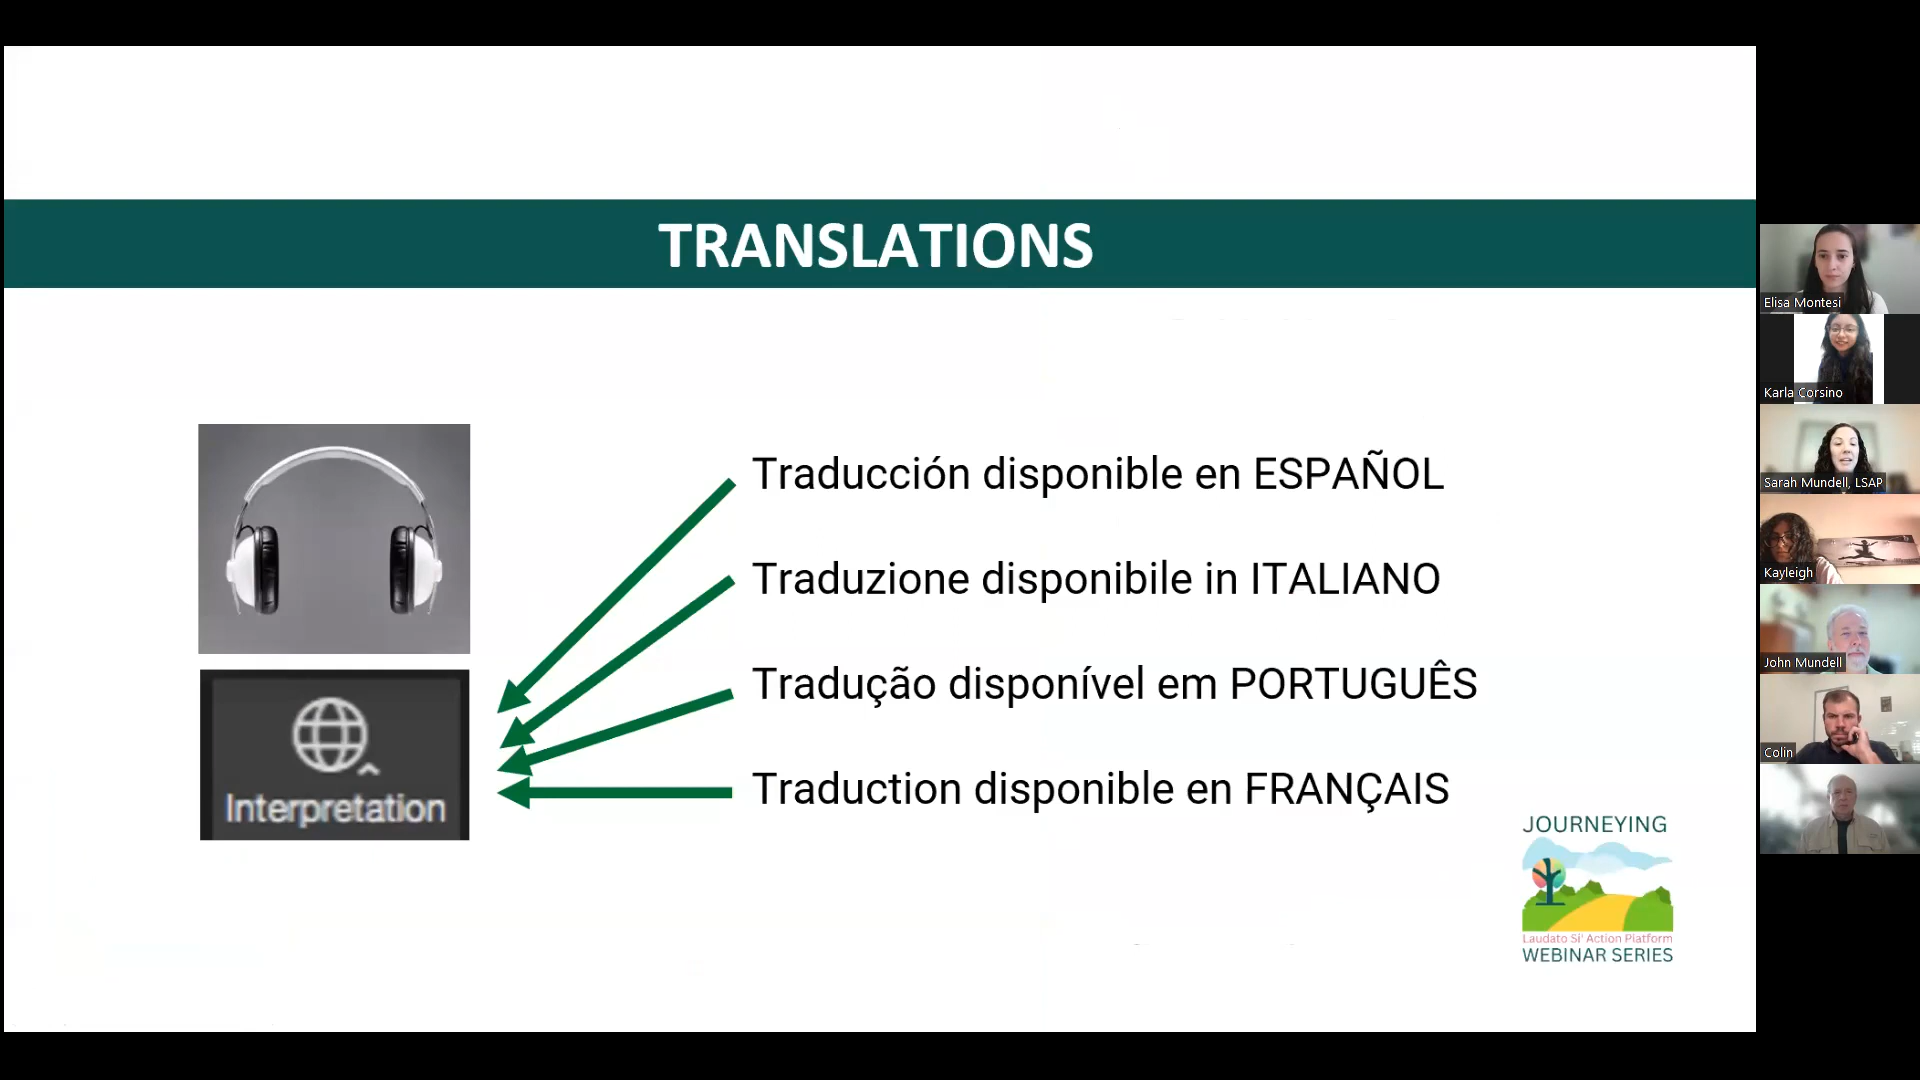 TRANSLATIONS
Traducción disponible en ESPAÑOL
Traduzione disponibile in ITALIANO
Tradução disponível em PORTUGUÊS
Traduction disponible en FRANÇAIS
Interpretation
JOURNEYING
Laudato Si' Action Platform
WEBINAR SERIES
Elisa Montesi
Karla Corsino
Sarah Mundell, LSAP
Kayleigh
John Mundell
Colin